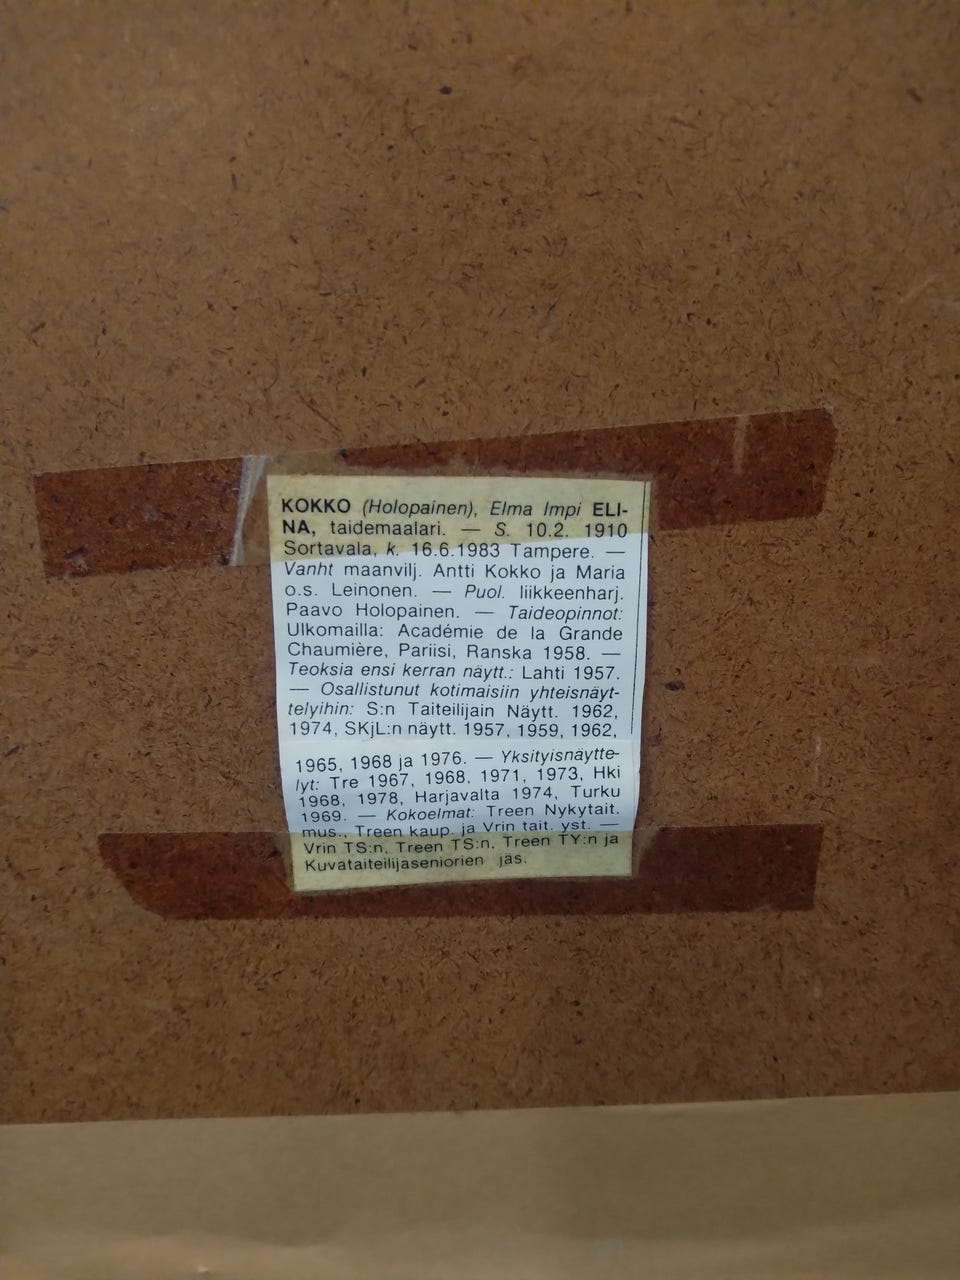 KOKKO (Holopainen), Elma Impi ELI-
NA, taidemaalari. — S. 10.2. 1910
Sortavala, k. 16.6.1983 Tampere. —
Vanht maanvilj. Antti Kokko ja Maria
o.s. Leinonen. — Puol. liikkeenharj.
Paavo Holopainen. — Taideopinnot:
Ulkomailla: Académie de la Grande
Chaumière, Pariisi, Ranska 1958. —
Teoksia ensi kerran näytt.: Lahti 1957.
— Osallistunut kotimaisiin yhteisnäyt-
telyihin: S:n Taiteilijain Näytt. 1962,
1974, SKjL:n näytt. 1957, 1959, 1962,
1965, 1968 ja 1976. — Yksityisnäytte-
lyt: Tre 1967, 1968, 1971, 1973, Hki
1968, 1978, Harjavalta 1974, Turku
1969. — Kokoelmat: Treen Nykytait.
mus., Treen kaup. ja Vrin tait. yst. —
Vrin TS:n, Treen TS:n, Treen TY:n ja
Kuvataiteilijaseniorien jäs.